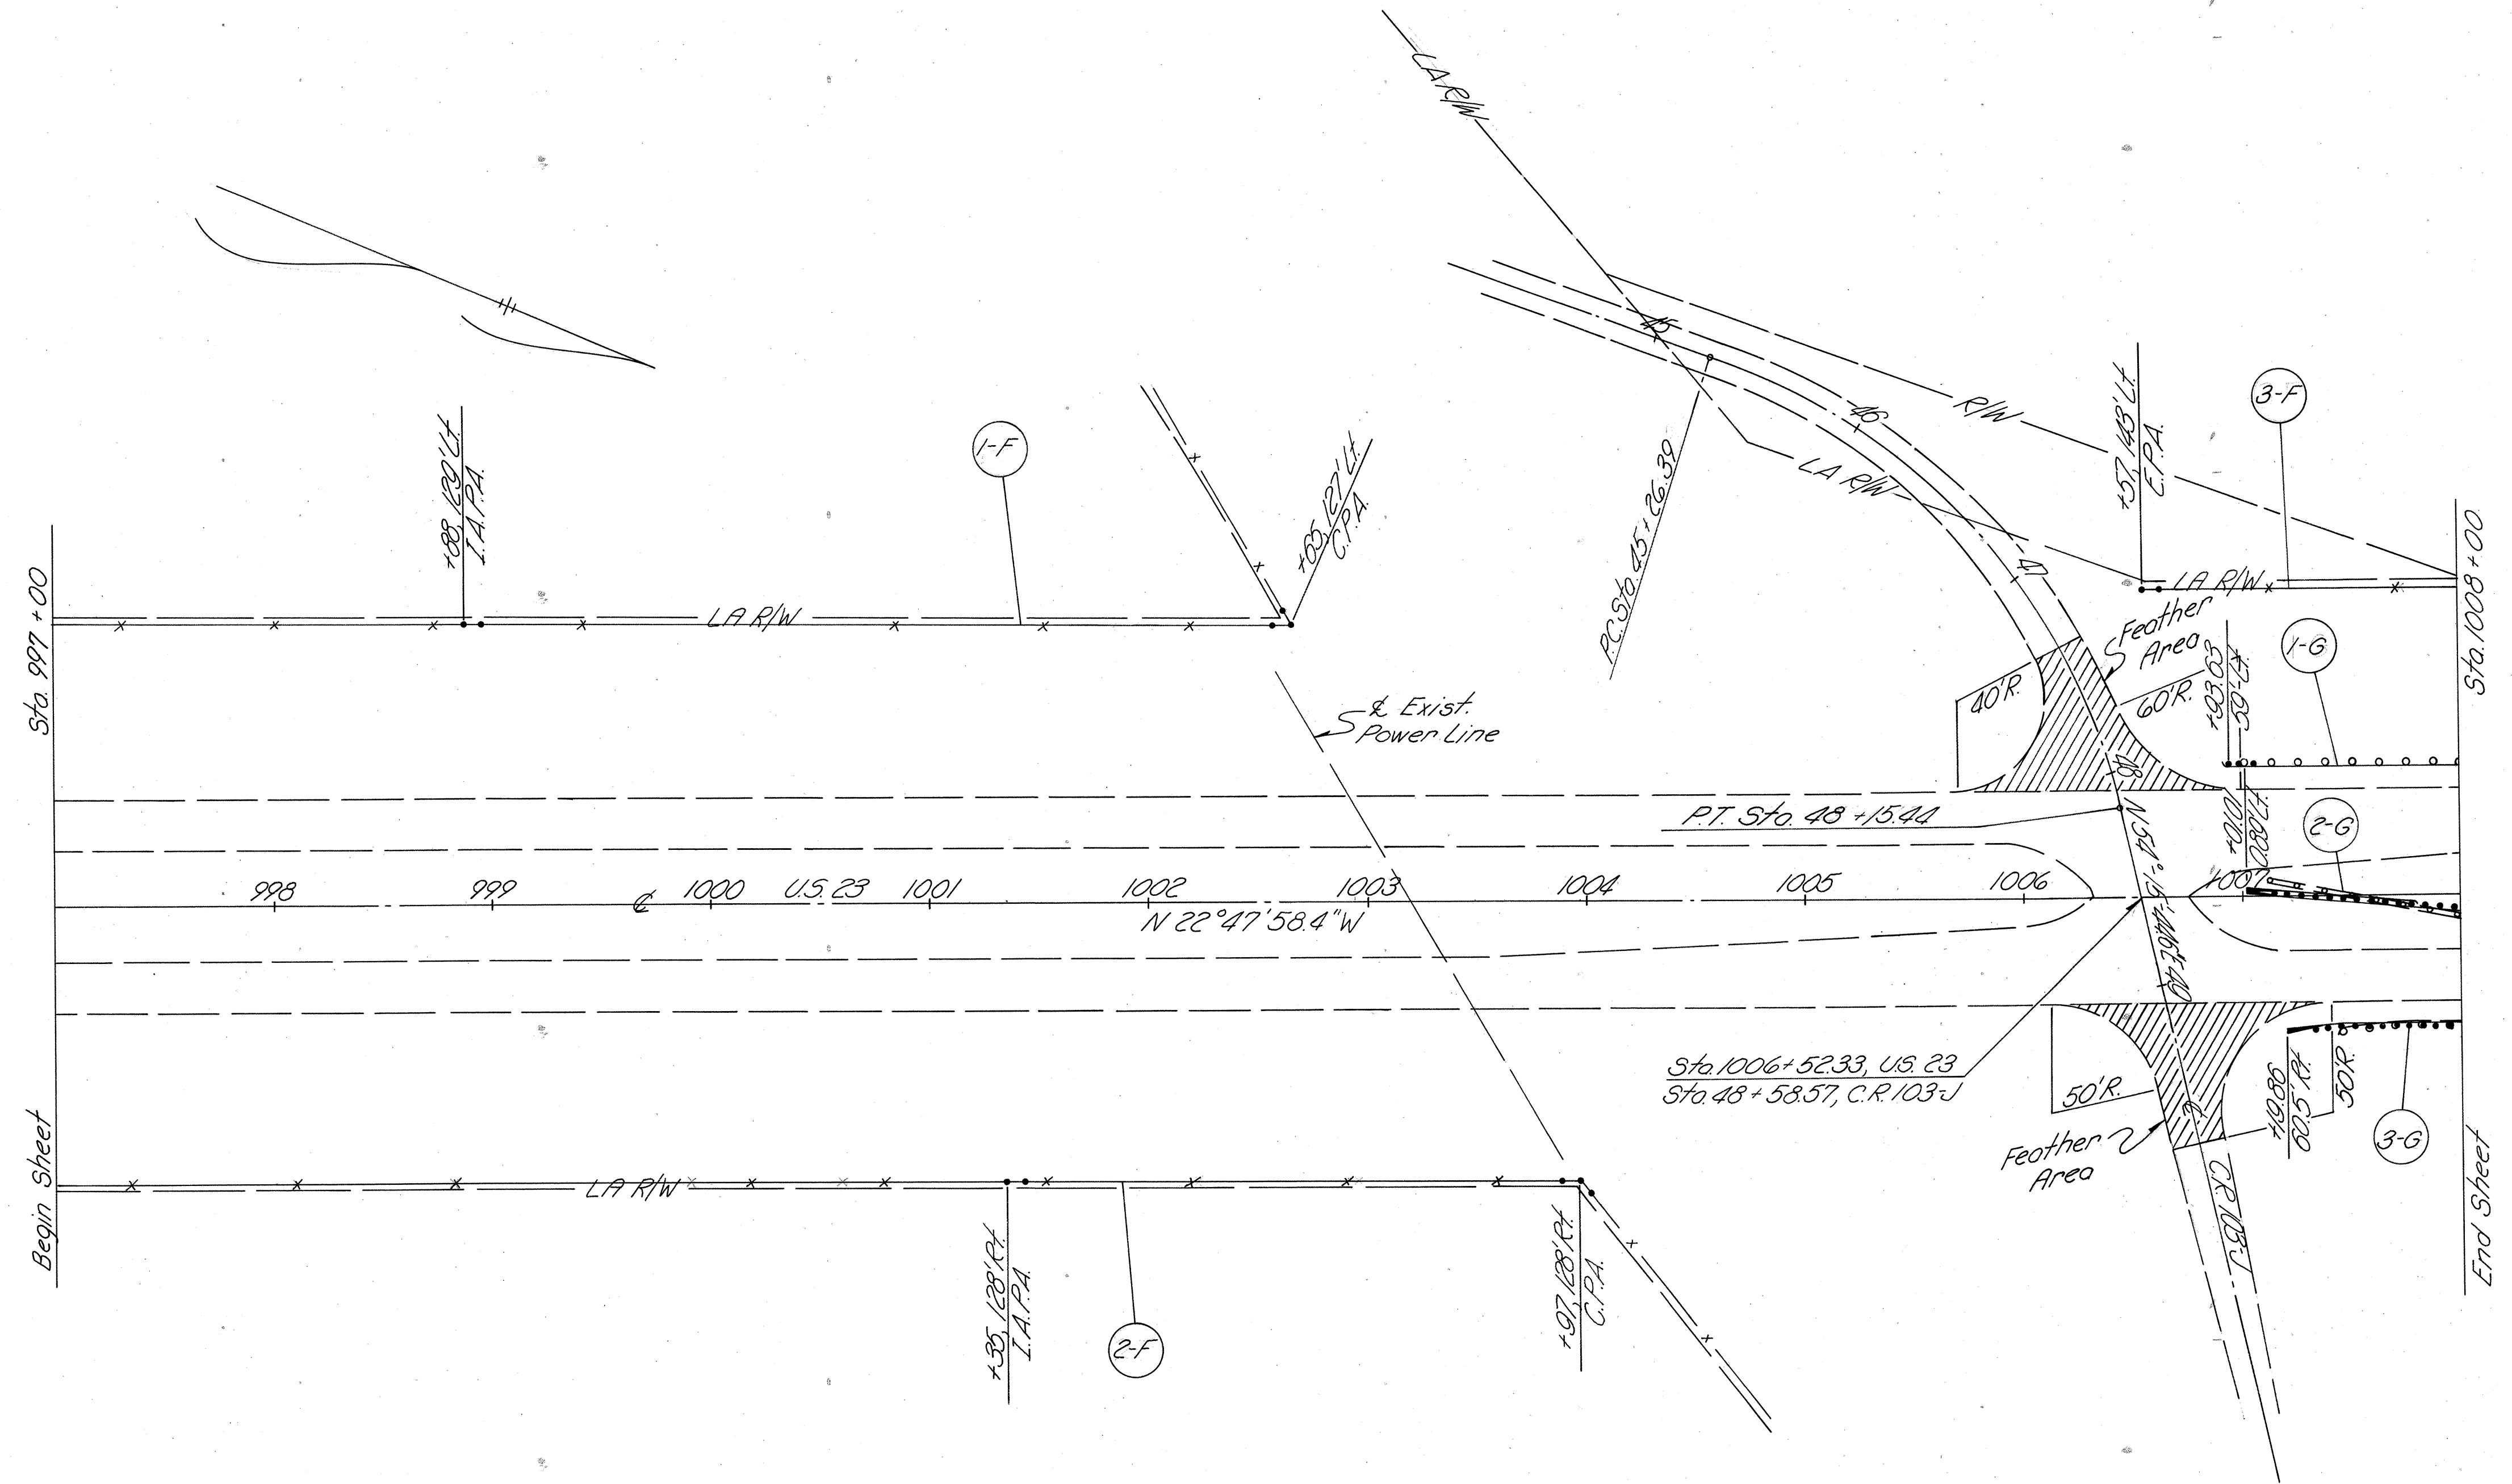 LA R/W
45
46
R/W
3-F
+57, 143' Lt.
E.P.A.
+88, 129' Lt.
I.A.P.A.
1-F
+65, 127' Lt.
C.P.A.
P.C. Sta. 45+26.39
LA R/W
47
LA R/W
Feather
Area
LA R/W
Sta. 997+00
Sta. 1008+00
40'R.
60'R.
+93.63
59' Lt.
1-G
℄ Exist.
Power Line
48
P.T. Sta. 48+15.44
2-G
998
999
℄
1000
U.S. 23
1001
1002
1003
1004
1005
1006
1007
N 22°47'58.4"W
49
Sta. 1006+52.33, U.S. 23
Sta. 48+58.57, C.R. 103-J
50'R.
+19.86
60.5' Rt.
50'R.
3-G
℄
Feather
Area
C.R. 103-J
Begin Sheet
End Sheet
LA R/W
+35, 128' Rt.
I.A.P.A.
2-F
+97, 128' Rt.
C.P.A.